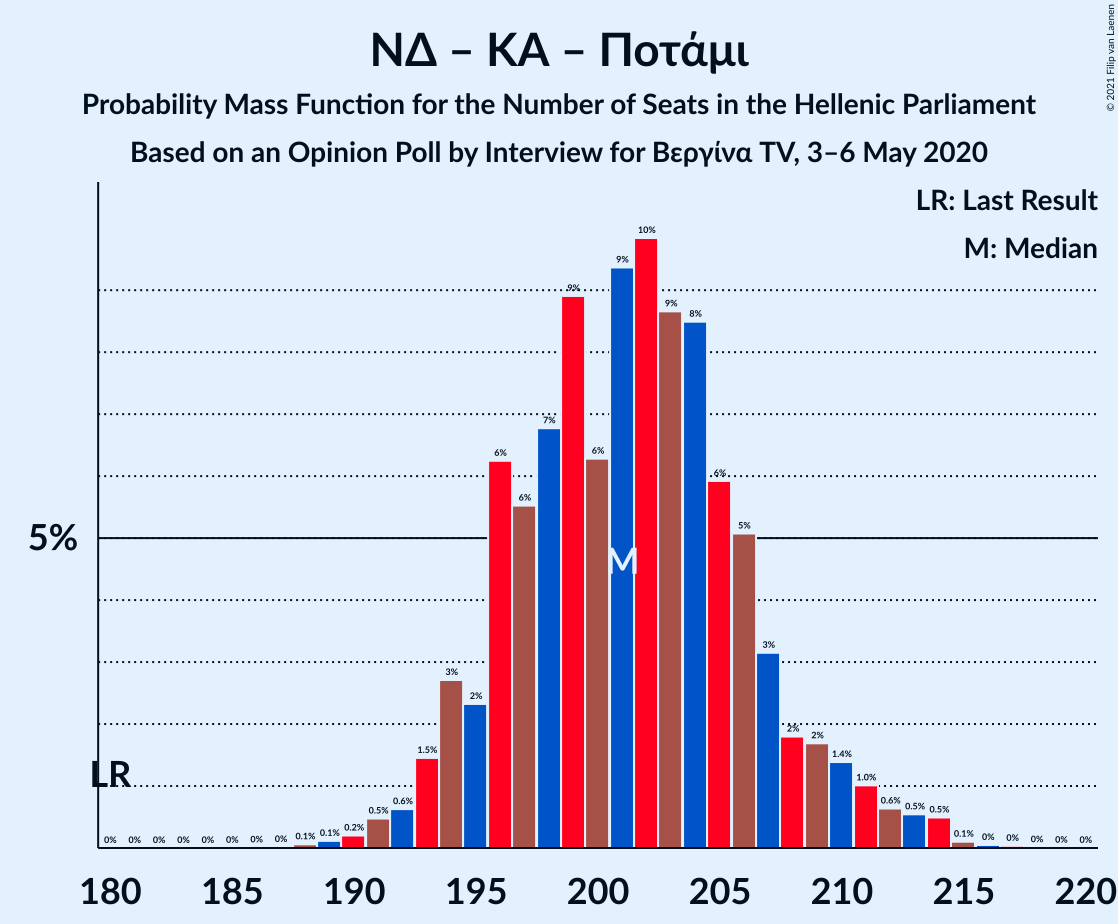 ΝΔ – ΚΑ – Ποτάμι
Probability Mass Function for the Number of Seats in the Hellenic Parliament
Based on an Opinion Poll by Interview for Βεργίνα TV, 3–6 May 2020
© 2021 Filip van Laenen
LR: Last Result
M: Median
10%
9%
9%
9%
8%
7%
6%
6%
6%
6%
5%
5%
M
3%
3%
2%
2%
2%
1.5%
1.4%
LR
1.0%
0.6%
0.6%
0.5%
0.5%
0.5%
0.2%
0.1%
0.1%
0.1%
0% 0% 0% 0% 0% 0% 0% 0% 0% 0% 0% 0% 0%
180 185 190 195 200 205 210 215 220